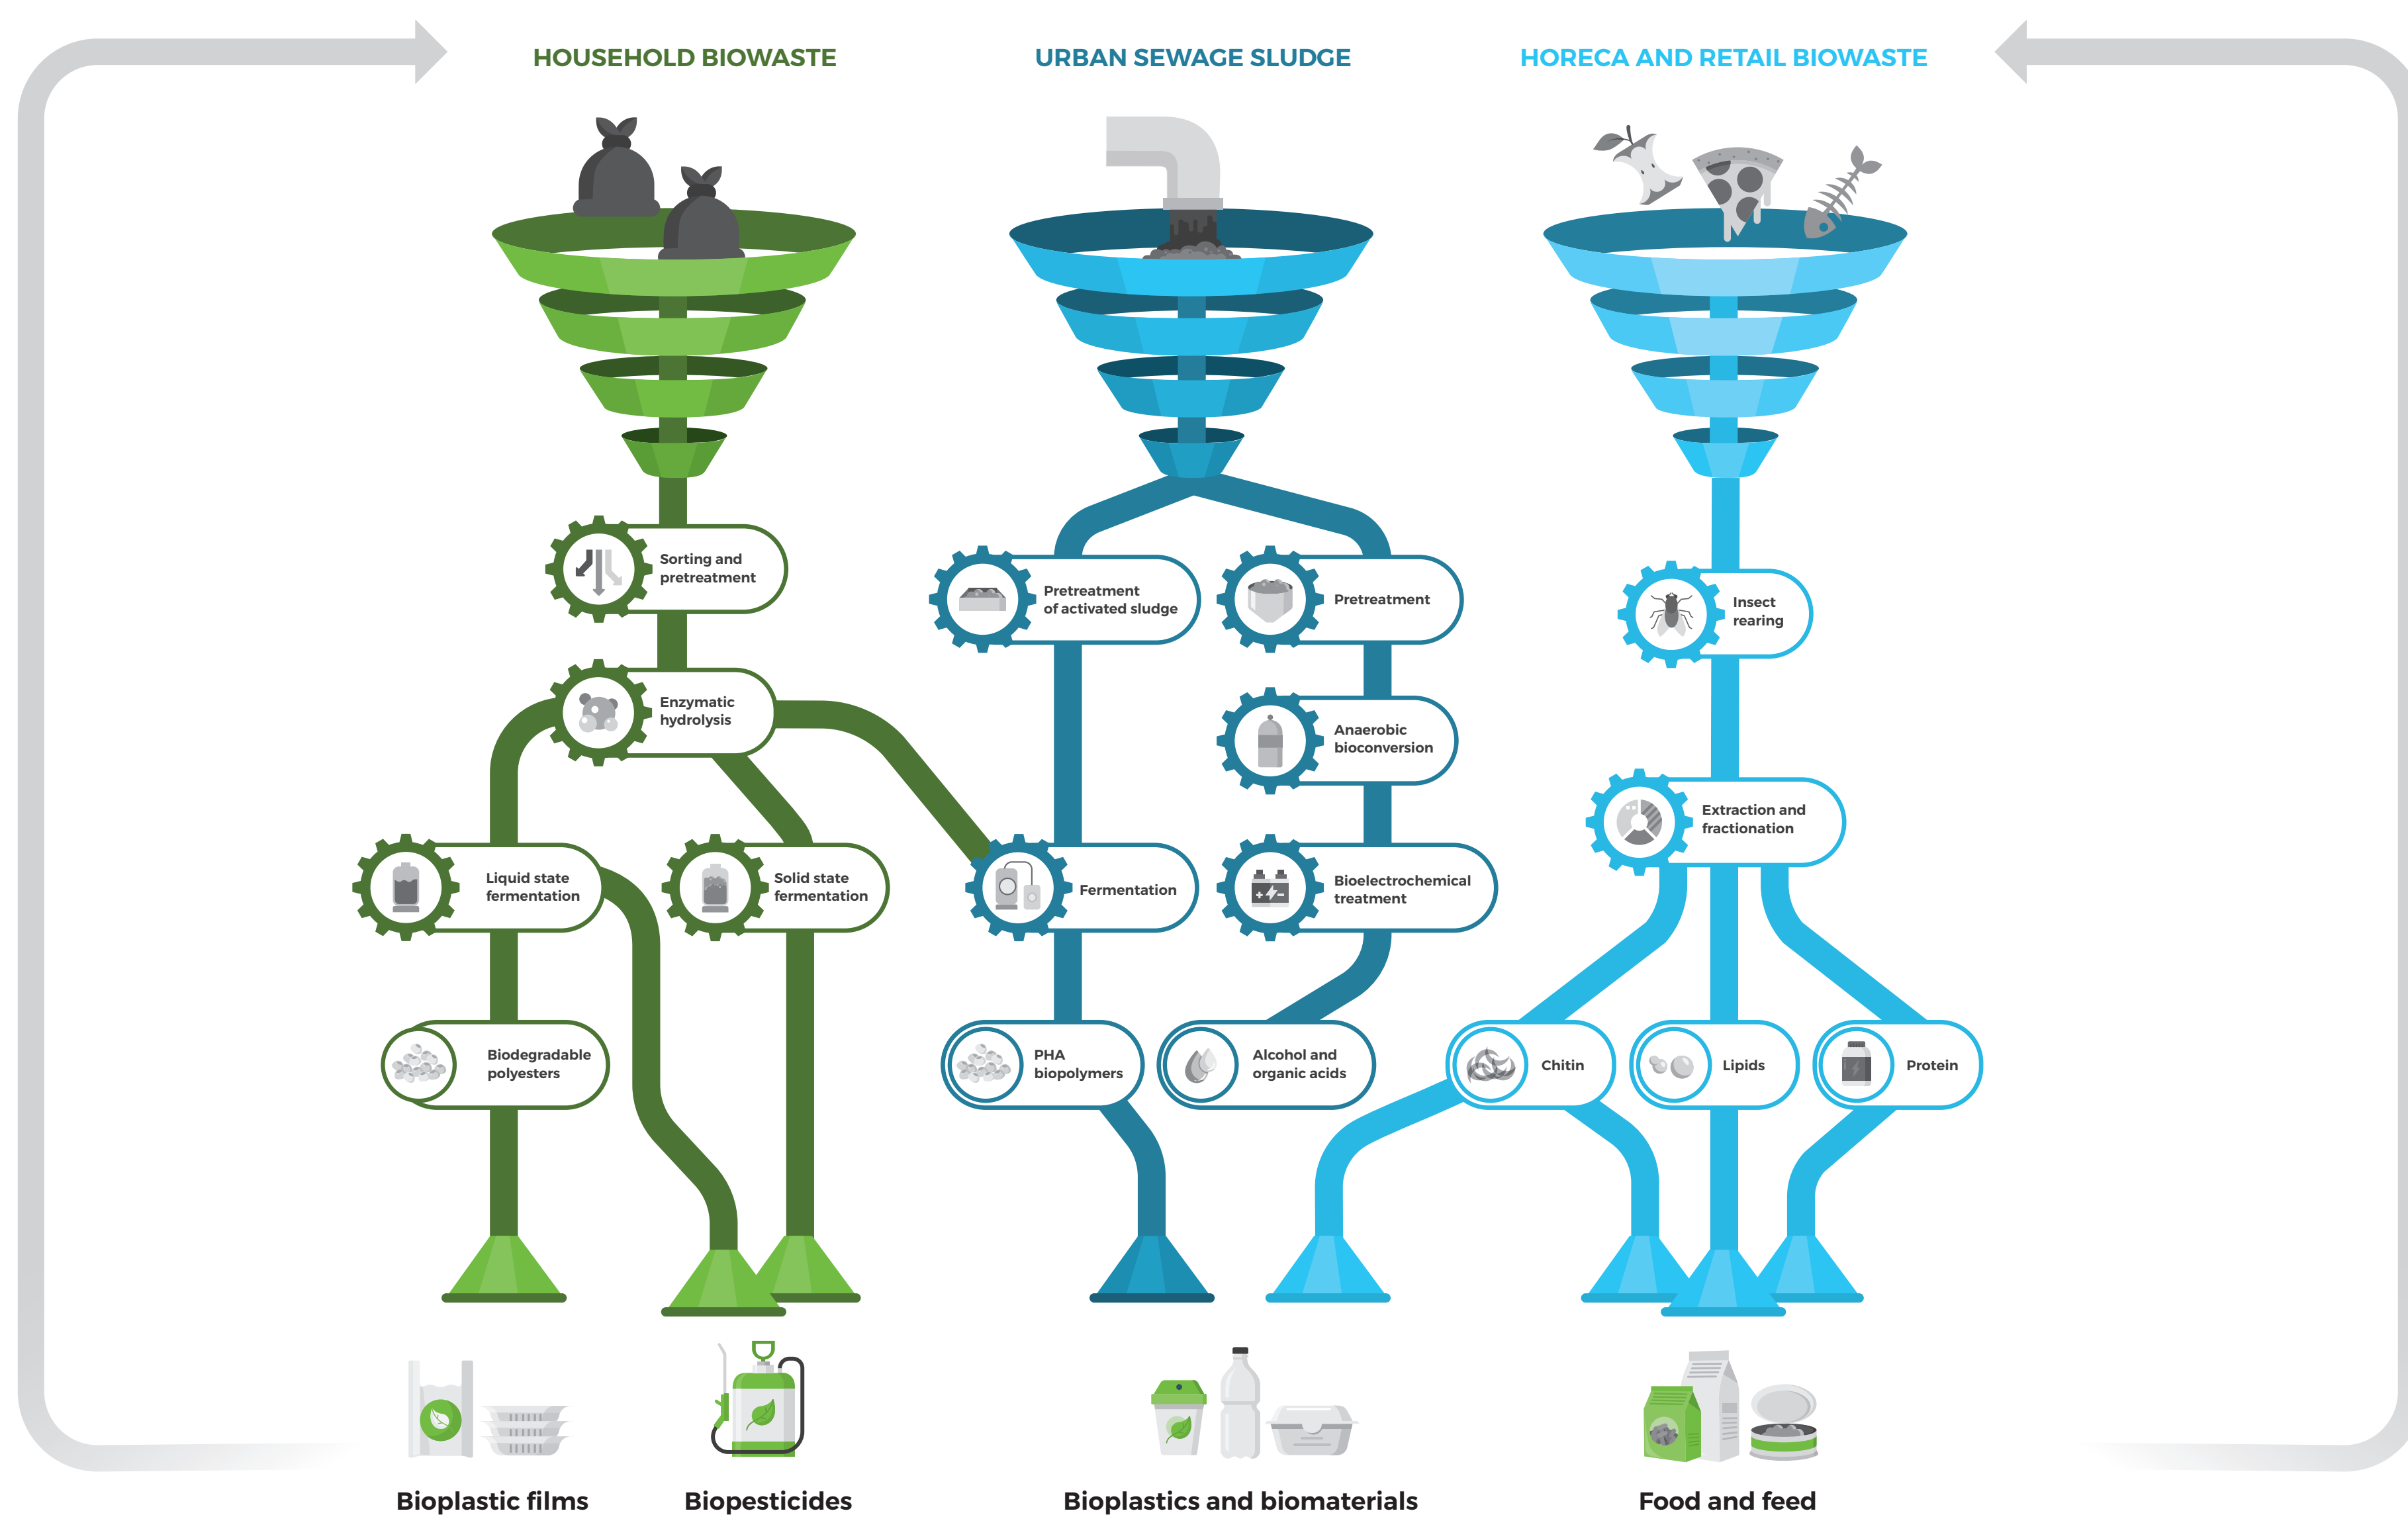 HOUSEHOLD BIOWASTE
URBAN SEWAGE SLUDGE
HORECA AND RETAIL BIOWASTE
Sorting and
pretreatment
Pretreatment
of activated sludge
Pretreatment
Insect
rearing
Enzymatic
hydrolysis
Anaerobic
bioconversion
Extraction and
fractionation
Liquid state
fermentation
Solid state
fermentation
Fermentation
Bioelectrochemical
treatment
Biodegradable
polyesters
PHA
biopolymers
Alcohol and
organic acids
Chitin
Lipids
Protein
Bioplastic films
Biopesticides
Bioplastics and biomaterials
Food and feed